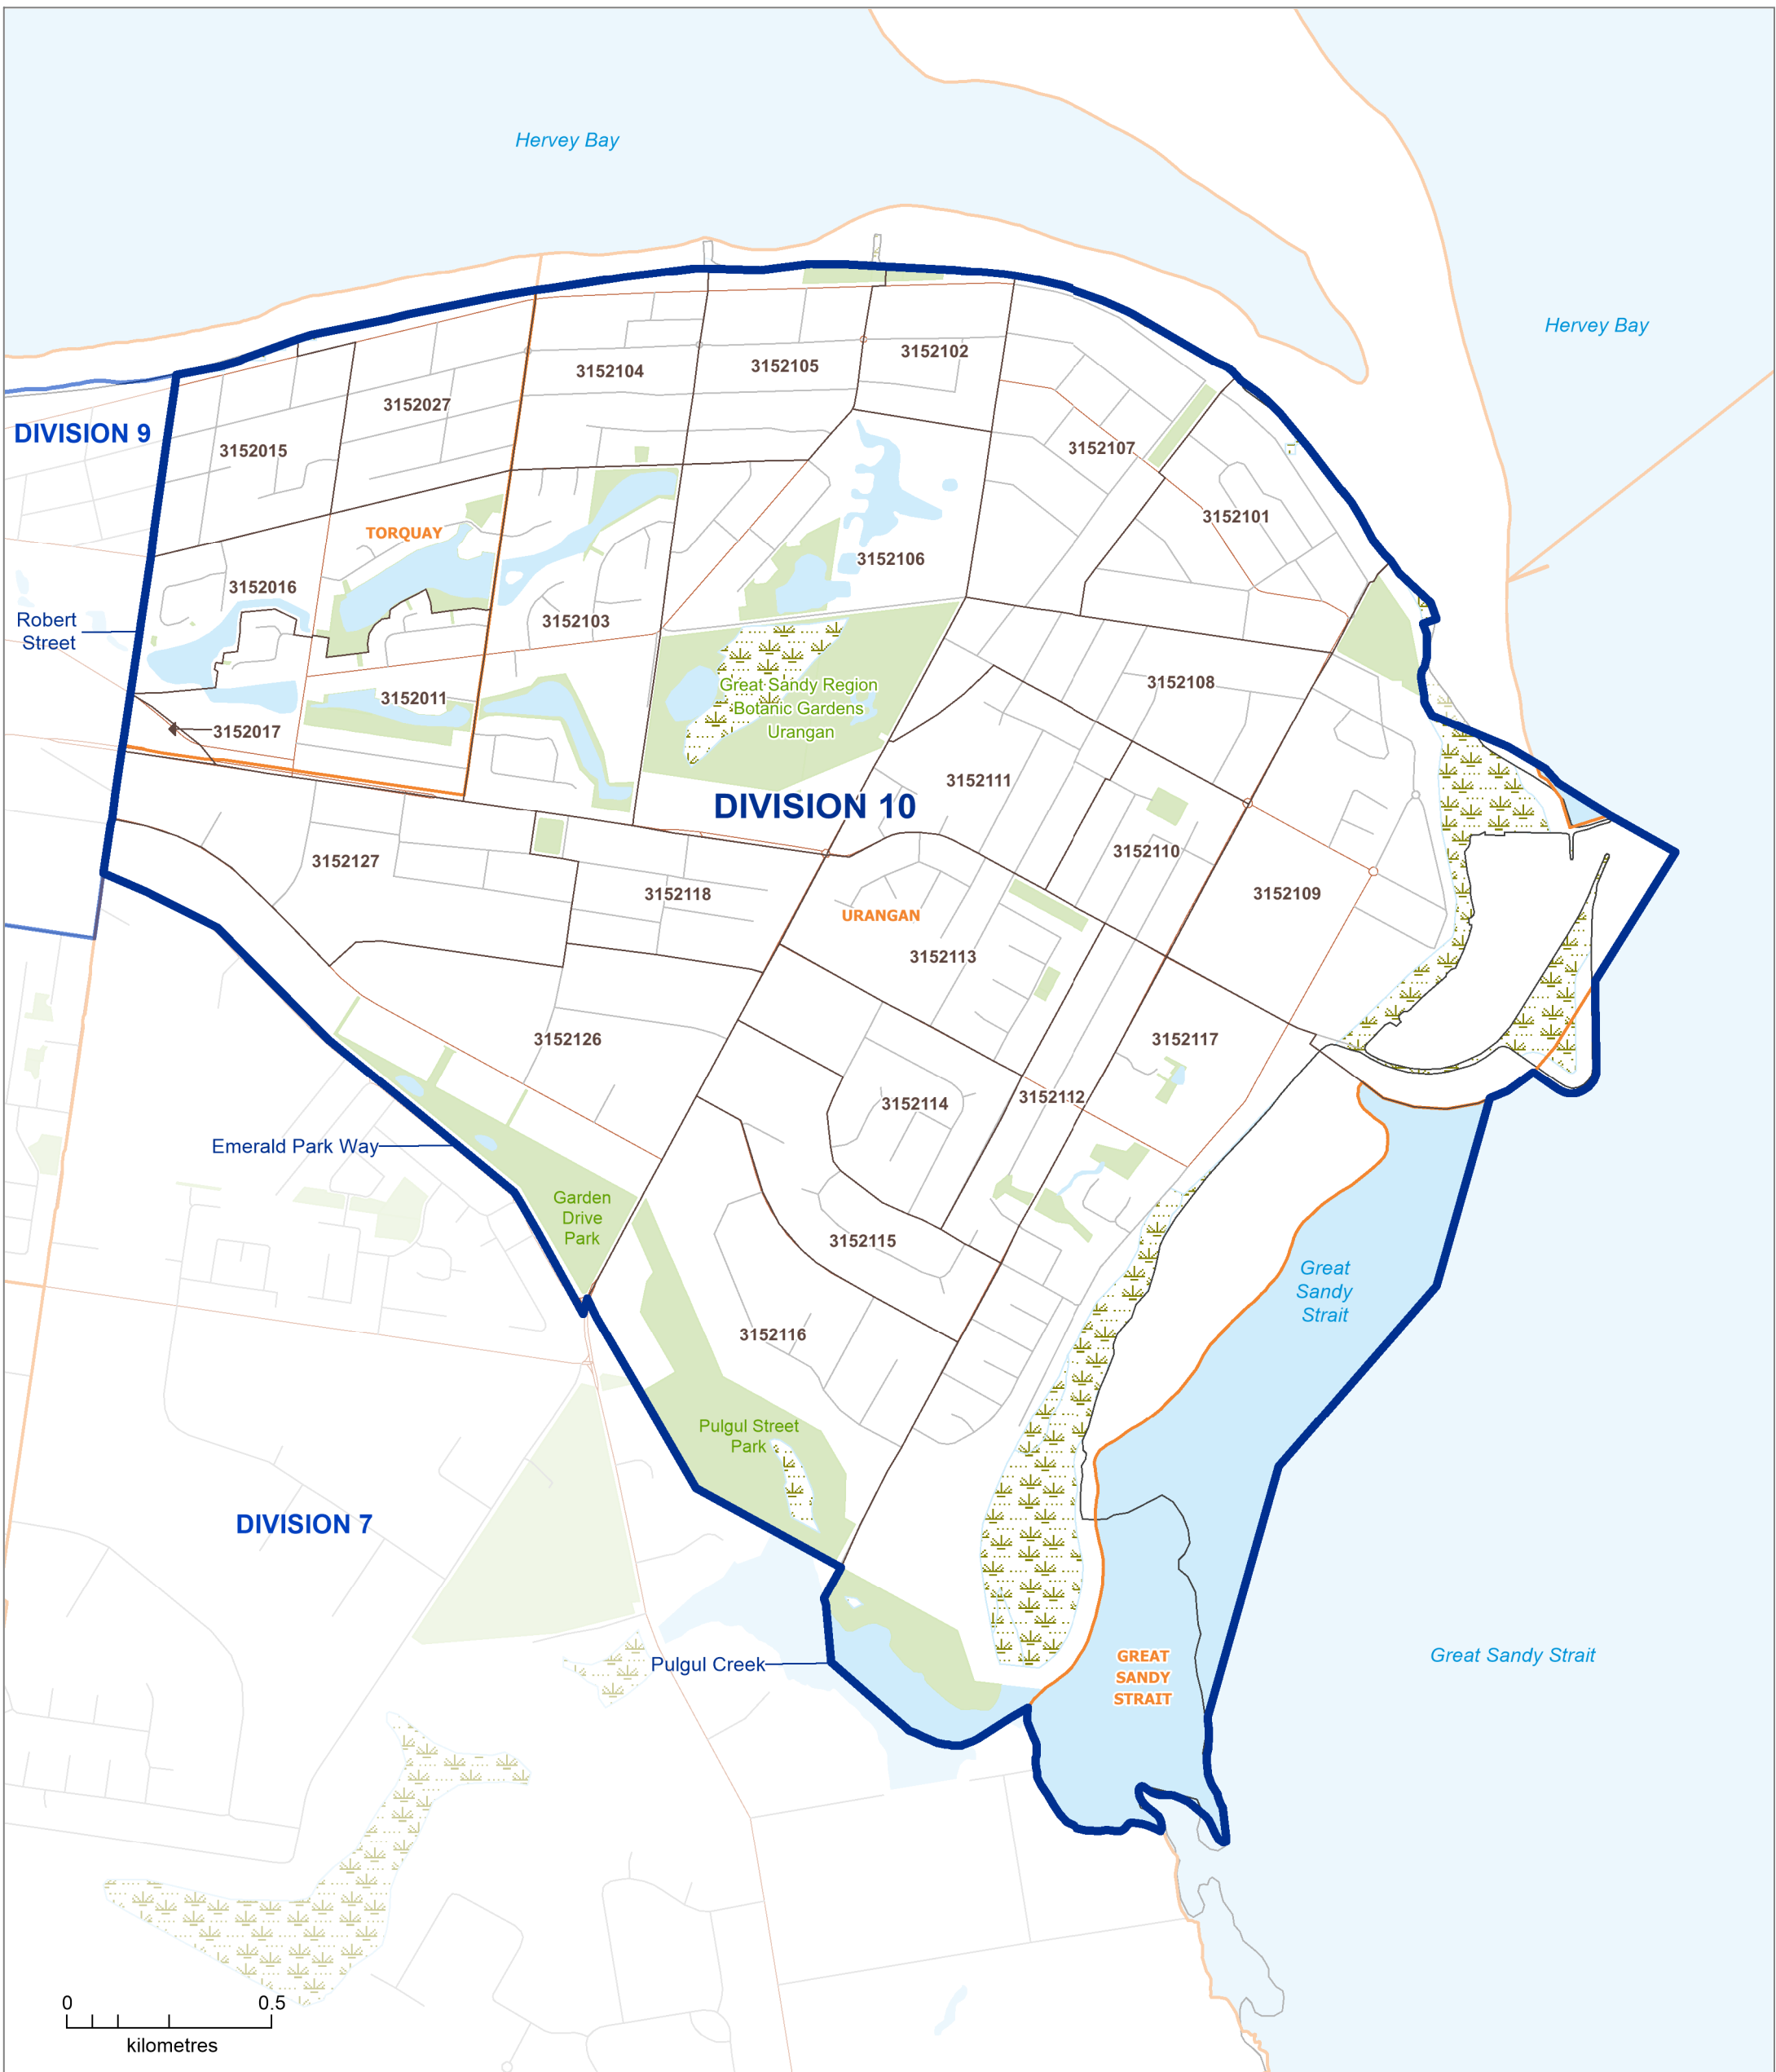 Hervey Bay
Hervey Bay
3152102
3152105
3152104
3152027
DIVISION 9
3152015
3152107
3152101
TORQUAY
3152106
3152016
Robert
Street
3152103
3152108
Great Sandy Region
Botanic Gardens
Urangan
3152011
3152017
3152111
DIVISION 10
3152110
3152127
3152118
3152109
URANGAN
3152113
3152126
3152117
3152112
3152114
Emerald Park Way
Garden
Drive
Park
3152115
Great
Sandy
Strait
3152116
Pulgul Street
Park
DIVISION 7
Pulgul Creek
GREAT
SANDY
STRAIT
Great Sandy Strait
0 0.5
kilometres